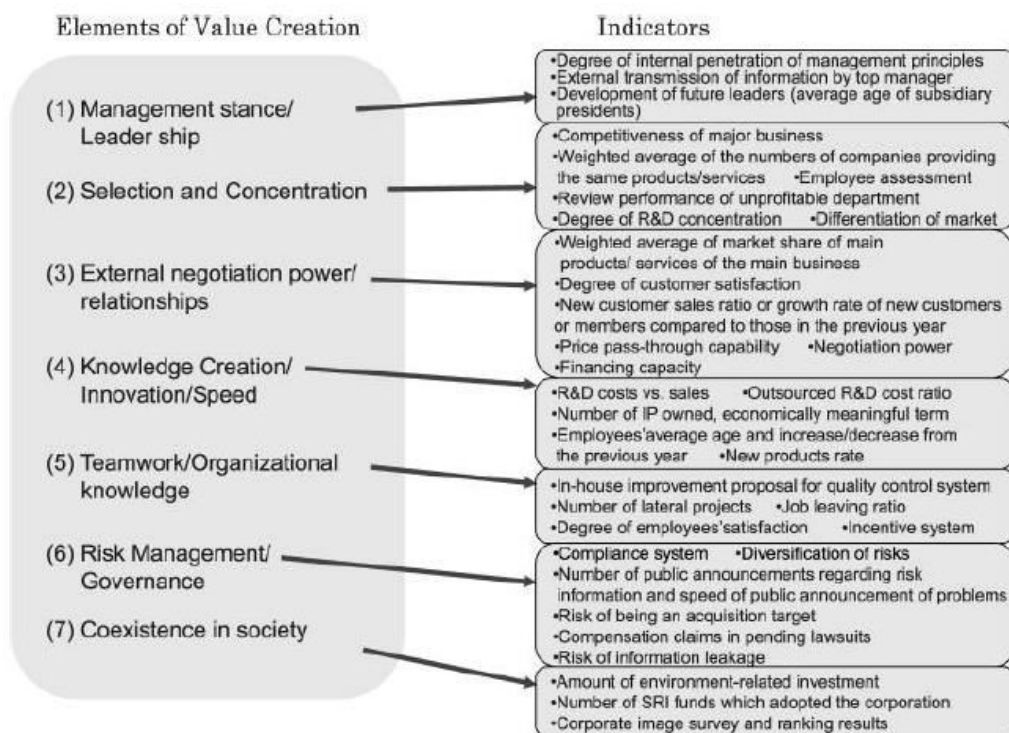 Elements of Value Creation
Indicators
(1) Management stance/
Leader ship
(2) Selection and Concentration
(3) External negotiation power/
relationships
(4) Knowledge Creation/
Innovation/Speed
(5) Teamwork/Organizational
knowledge
(6) Risk Management/
Governance
(7) Coexistence in society
•Degree of internal penetration of management principles
•External transmission of information by top manager
•Development of future leaders (average age of subsidiary
presidents)
•Competitiveness of major business
•Weighted average of the numbers of companies providing
the same products/services •Employee assessment
•Review performance of unprofitable department
•Degree of R&D concentration •Differentiation of market
•Weighted average of market share of main
products/ services of the main business
•Degree of customer satisfaction
•New customer sales ratio or growth rate of new customers
or members compared to those in the previous year
•Price pass-through capability •Negotiation power
•Financing capacity
•R&D costs vs. sales •Outsourced R&D cost ratio
•Number of IP owned, economically meaningful term
•Employees'average age and increase/decrease from
the previous year •New products rate
•In-house improvement proposal for quality control system
•Number of lateral projects •Job leaving ratio
•Degree of employees'satisfaction •Incentive system
•Compliance system •Diversification of risks
•Number of public announcements regarding risk
information and speed of public announcement of problems
•Risk of being an acquisition target
•Compensation claims in pending lawsuits
•Risk of information leakage
•Amount of environment-related investment
•Number of SRI funds which adopted the corporation
•Corporate image survey and ranking results